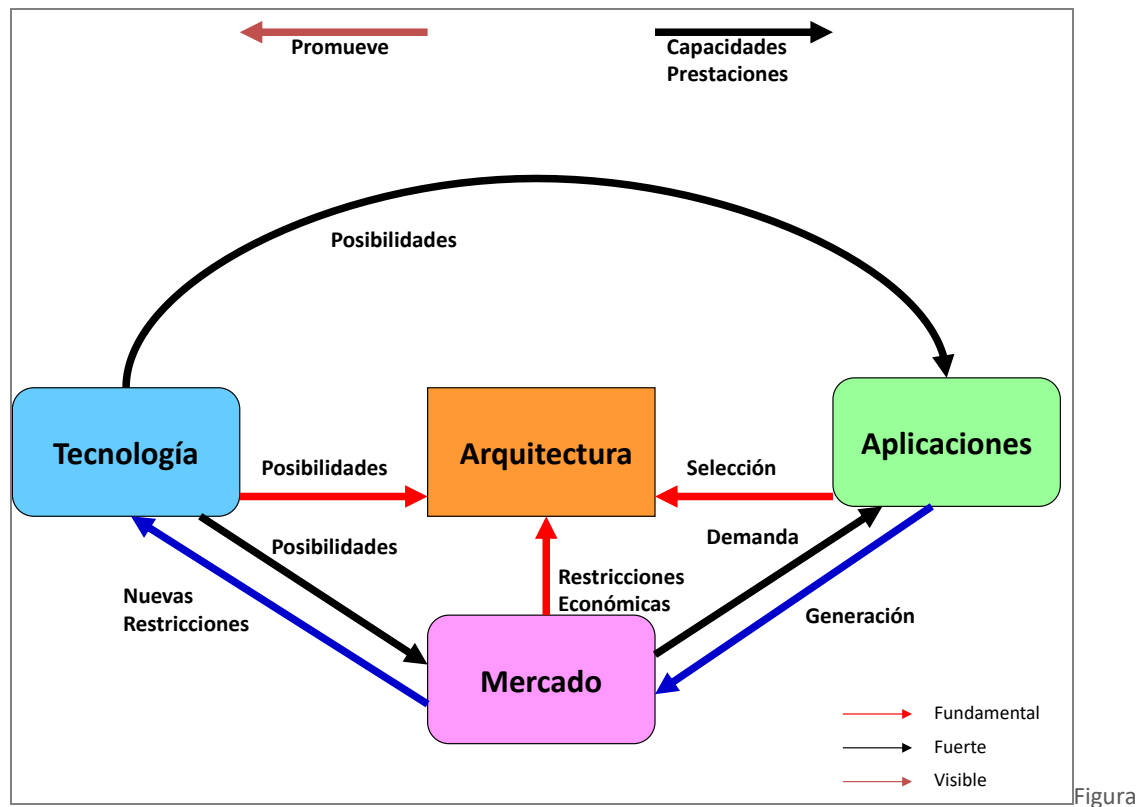 Promueve
Capacidades
Prestaciones
Posibilidades
Tecnología
Arquitectura
Aplicaciones
Posibilidades
Selección
Posibilidades
Demanda
Nuevas
Restricciones
Restricciones
Económicas
Generación
Mercado
Fundamental
Fuerte
Visible
Figura